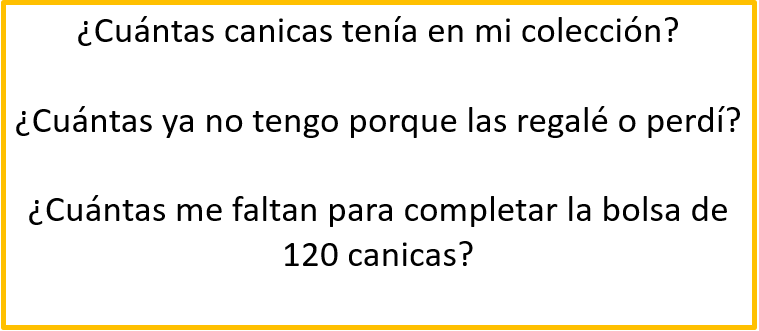 ¿Cuántas canicas tenía en mi colección?
¿Cuántas ya no tengo porque las regalé o perdí?
¿Cuántas me faltan para completar la bolsa de
120 canicas?